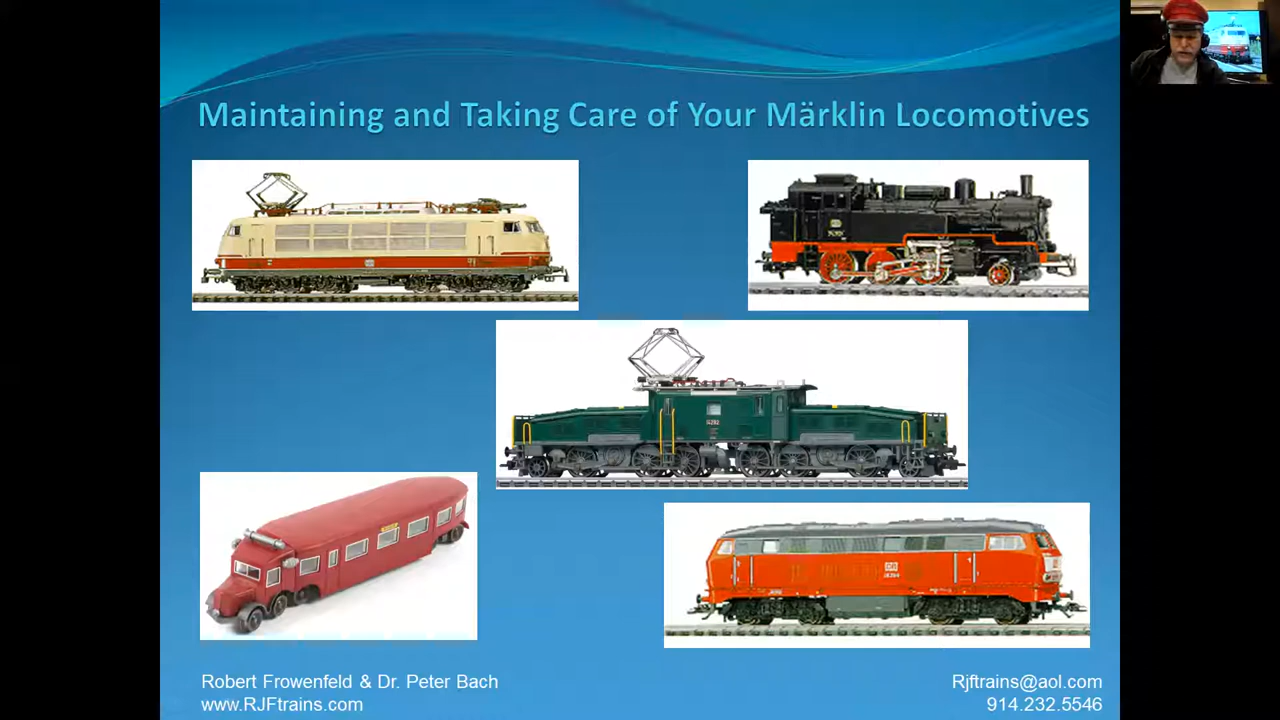 Maintaining and Taking Care of Your Märklin Locomotives
Robert Frowenfeld & Dr. Peter Bach
www.RJFtrains.com
Rjftrains@aol.com
914.232.5546